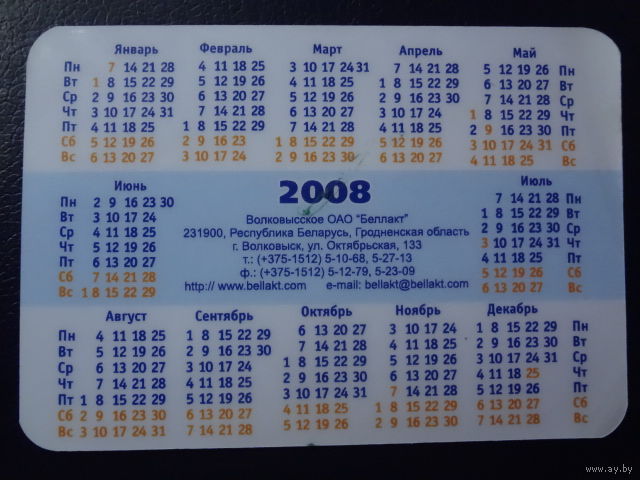 Январь Февраль Март Апрель Май
Пн 7 14 21 28 4 11 18 25 3 10 17 24 31 7 14 21 28 5 12 19 26 Пн
Вт 1 8 15 22 29 5 12 19 26 4 11 18 25 1 8 15 22 29 6 13 20 27 Вт
Ср 2 9 16 23 30 6 13 20 27 5 12 19 26 2 9 16 23 30 7 14 21 28 Ср
Чт 3 10 17 24 31 7 14 21 28 6 13 20 27 3 10 17 24 1 8 15 22 29 Чт
Пт 4 11 18 25 1 8 15 22 29 7 14 21 28 4 11 18 25 2 9 16 23 30 Пт
Сб 5 12 19 26 2 9 16 23 1 8 15 22 29 5 12 19 26 3 10 17 24 31 Сб
Вс 6 13 20 27 3 10 17 24 2 9 16 23 30 6 13 20 27 4 11 18 25 Вс
Июнь 2008 Июль
Пн 2 9 16 23 30 7 14 21 28 Пн
Вт 3 10 17 24 1 8 15 22 29 Вт
Ср 4 11 18 25 2 9 16 23 30 Ср
Чт 5 12 19 26 3 10 17 24 31 Чт
Пт 6 13 20 27 4 11 18 25 Пт
Сб 7 14 21 28 5 12 19 26 Сб
Вс 1 8 15 22 29 6 13 20 27 Вс
Волковысское ОАО "Беллакт"
231900, Республика Беларусь, Гродненская область
г. Волковыск, ул. Октябрьская, 133
т.: (+375-1512) 5-10-68, 5-27-13
ф.: (+375-1512) 5-12-79, 5-23-09
http:// www.bellakt.com e-mail: bellakt@bellakt.com
Август Сентябрь Октябрь Ноябрь Декабрь
Пн 4 11 18 25 1 8 15 22 29 6 13 20 27 3 10 17 24 1 8 15 22 29 Пн
Вт 5 12 19 26 2 9 16 23 30 7 14 21 28 4 11 18 25 2 9 16 23 30 Вт
Ср 6 13 20 27 3 10 17 24 1 8 15 22 29 5 12 19 26 3 10 17 24 31 Ср
Чт 7 14 21 28 4 11 18 25 2 9 16 23 30 6 13 20 27 4 11 18 25 Чт
Пт 1 8 15 22 29 5 12 19 26 3 10 17 24 31 7 14 21 28 5 12 19 26 Пт
Сб 2 9 16 23 30 6 13 20 27 4 11 18 25 1 8 15 22 29 6 13 20 27 Сб
Вс 3 10 17 24 31 7 14 21 28 5 12 19 26 2 9 16 23 30 7 14 21 28 Вс
https://www.ay.by